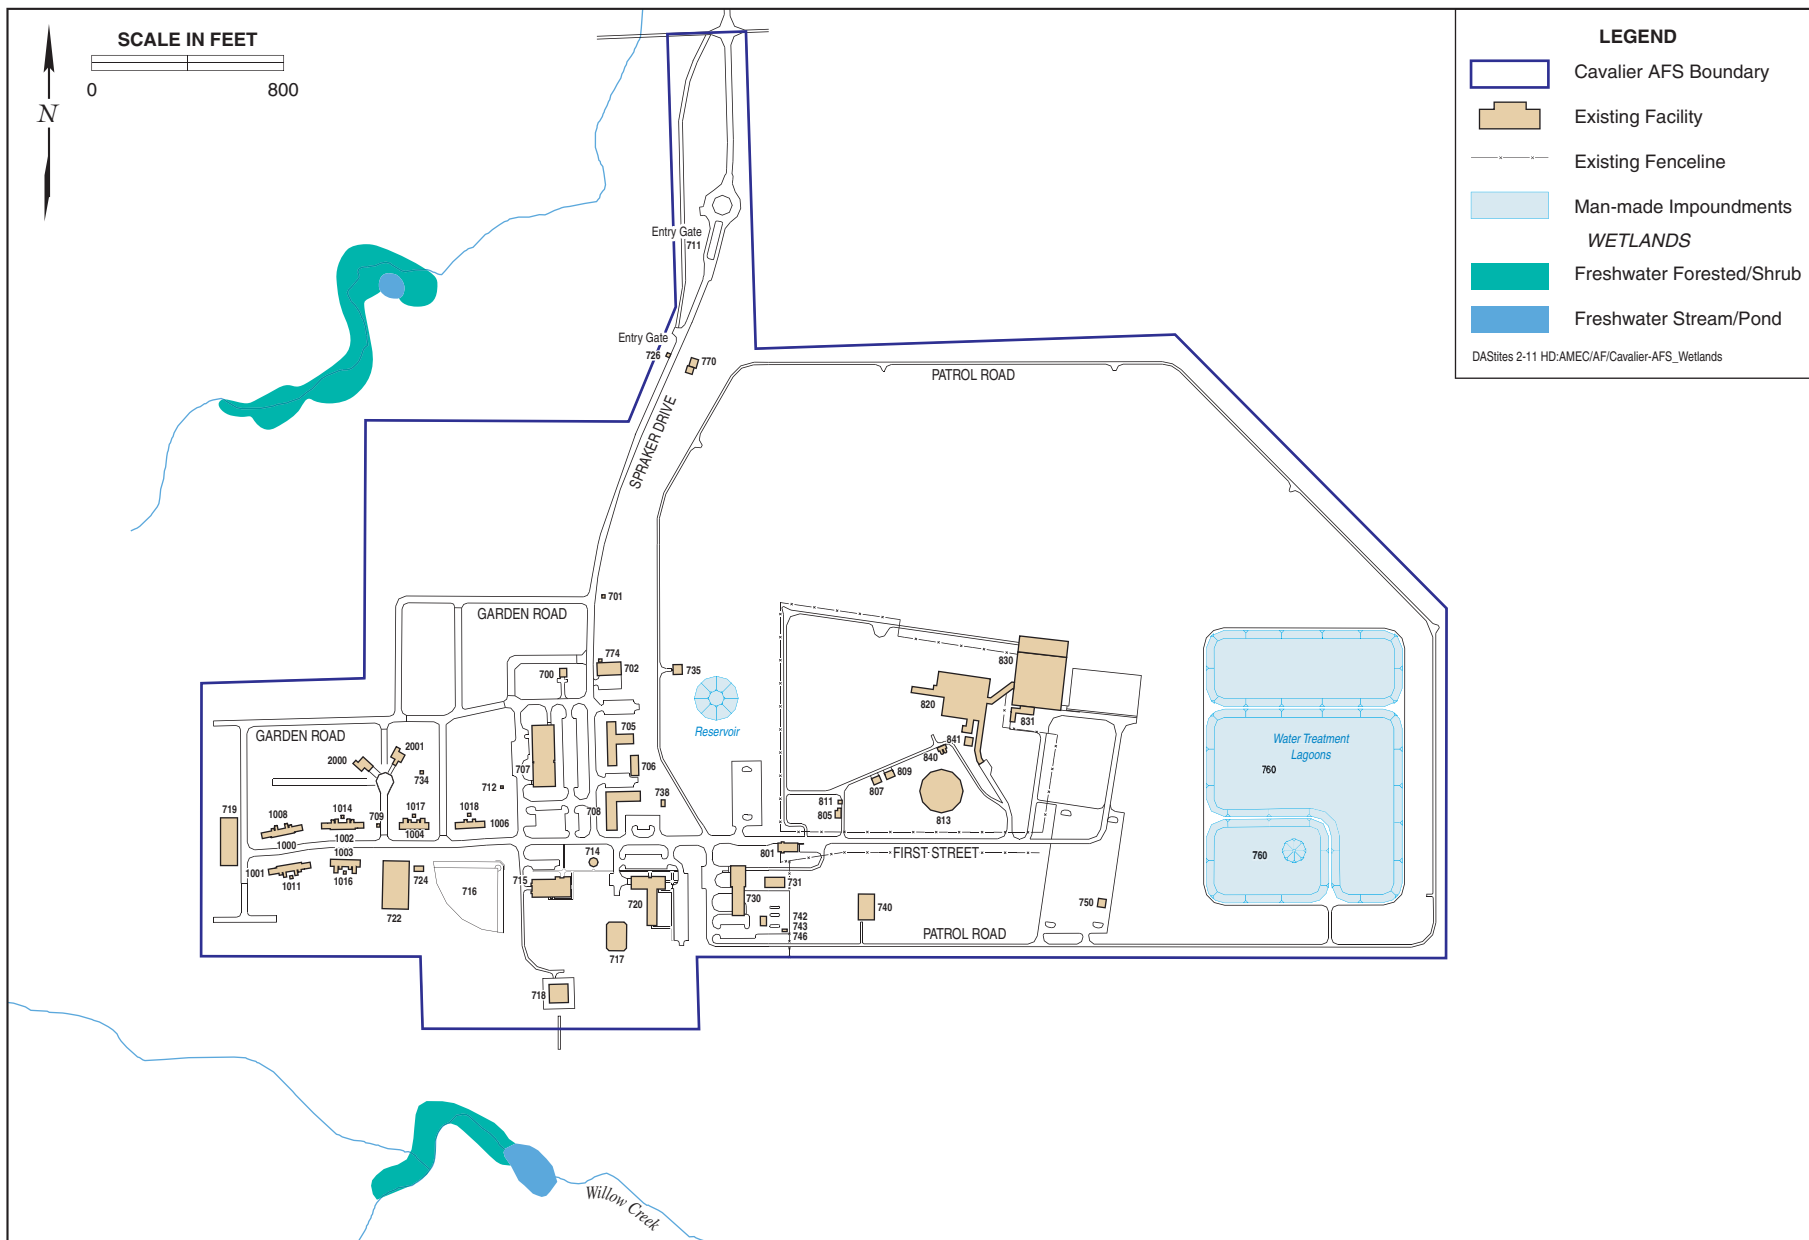 SCALE IN FEET
0 800
N
LEGEND
Cavalier AFS Boundary
Existing Facility
Existing Fenceline
Man-made Impoundments
WETLANDS
Freshwater Forested/Shrub
Freshwater Stream/Pond
DAStites 2-11 HD:AMEC/AF/Cavalier-AFS_Wetlands
Entry Gate
711
Entry Gate
726
770
PATROL ROAD
SPRAKER DRIVE
701
GARDEN ROAD
774
702
700
735
830
820
831
Reservoir
705
GARDEN ROAD
2001
2000
734
706
707
712
841
840
809
807
Water Treatment
Lagoons
760
738
708
811
805
813
719
1008
1014
709
1017
1018
1006
1000
1002
1004
1003
1001
1011
1016
724
722
716
714
715
801
FIRST STREET
760
731
730
720
740
742
743
746
750
717
PATROL ROAD
718
Willow Creek